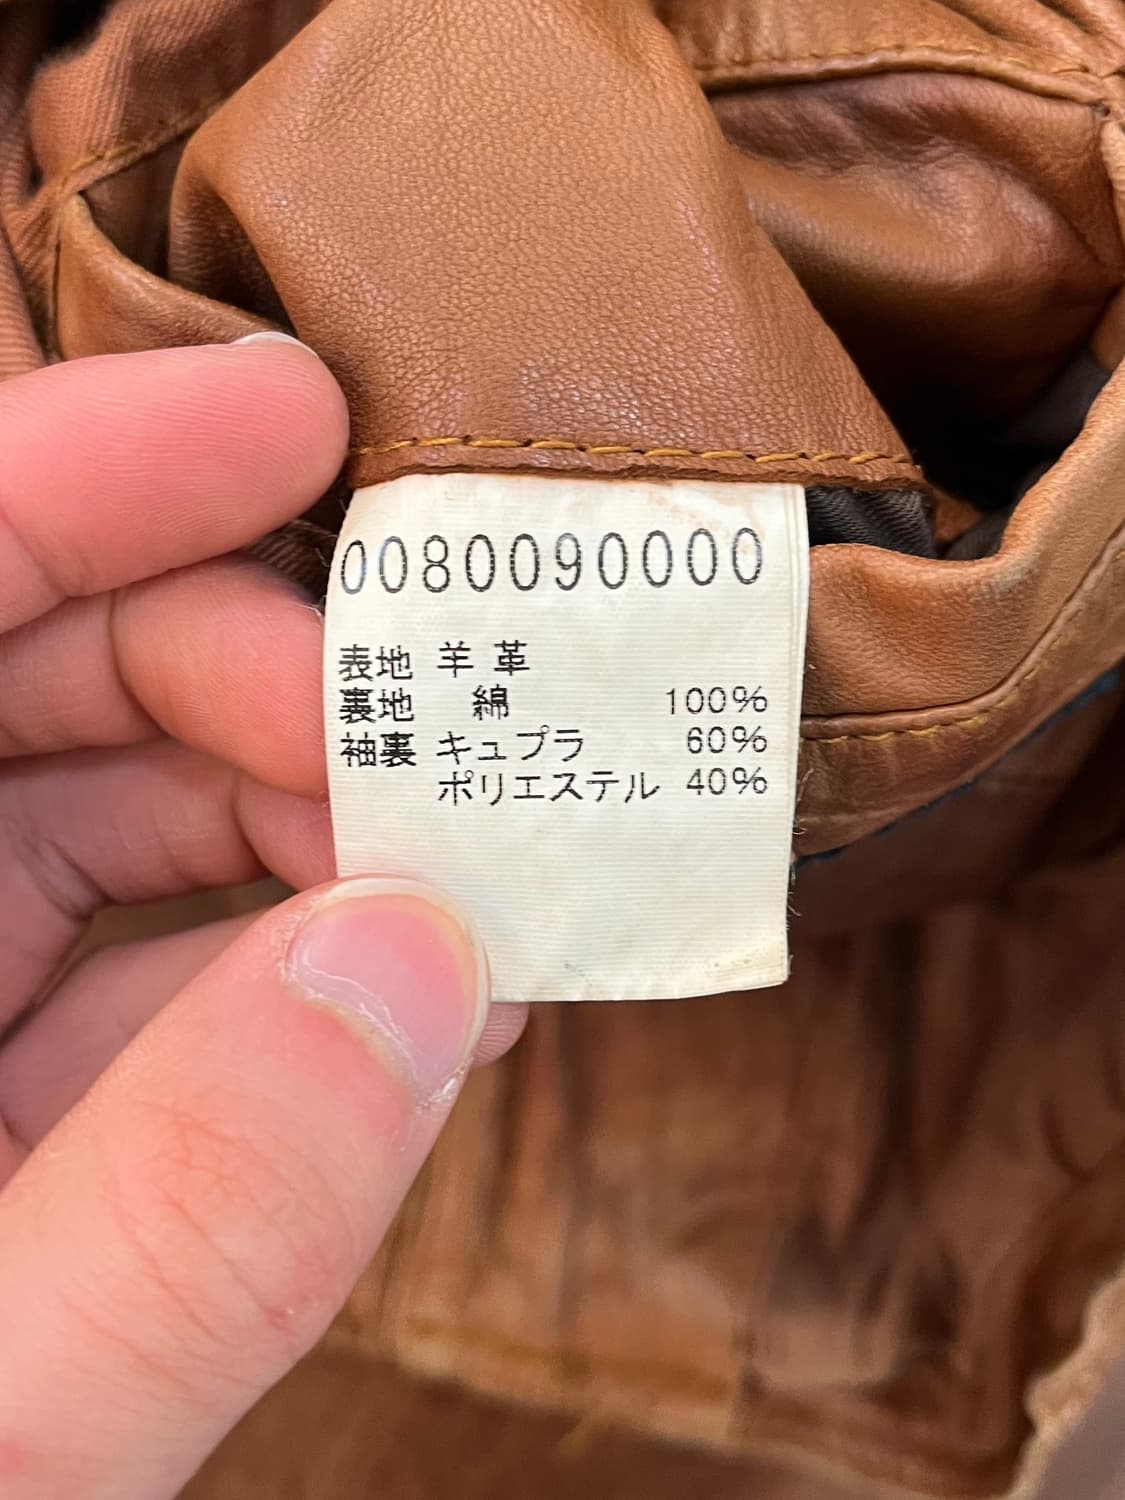 0080090000
表地 羊革
裏地 綿 100%
袖裏 キュプラ 60%
ポリエステル 40%